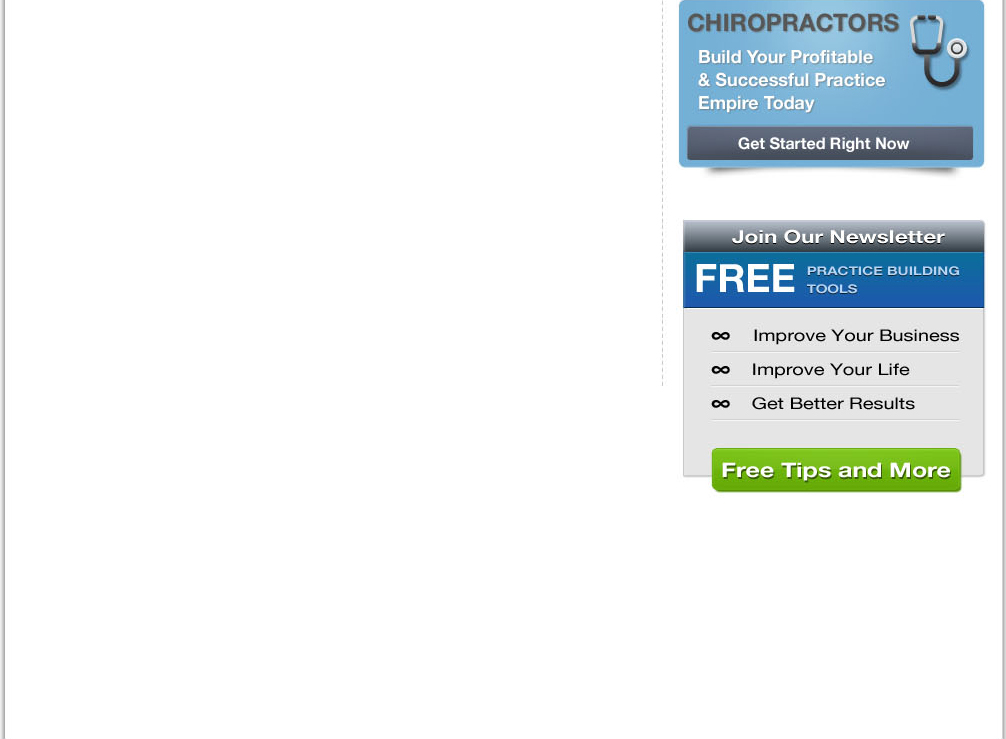 CHIROPRACTORS
Build Your Profitable
& Successful Practice
Empire Today
Get Started Right Now
Join Our Newsletter
FREE PRACTICE BUILDING
TOOLS
∞ Improve Your Business
∞ Improve Your Life
∞ Get Better Results
Free Tips and More